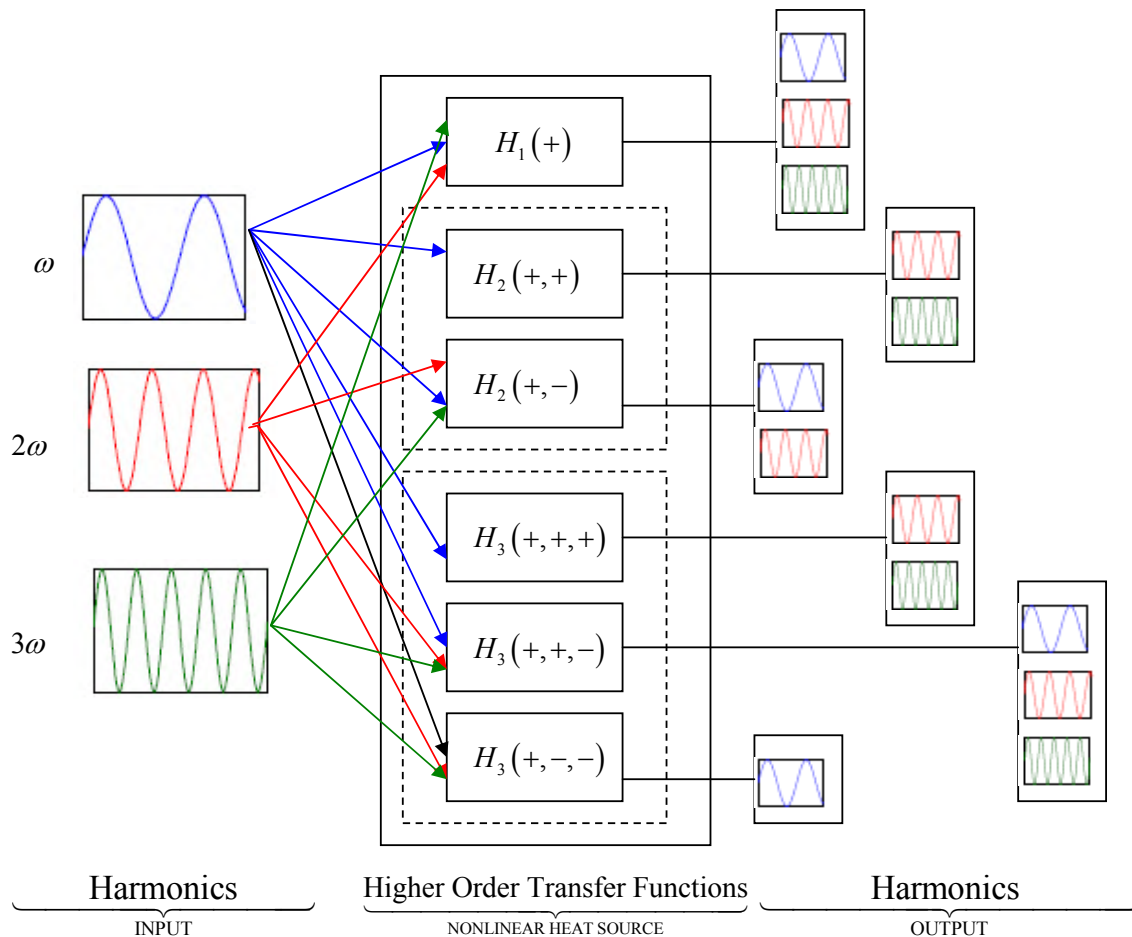 H₁(+)
ω
H₂(+,+)
H₂(+,−)
2ω
H₃(+,+,+)
3ω
H₃(+,+,−)
H₃(+,−,−)
Harmonics
INPUT
Higher Order Transfer Functions
NONLINEAR HEAT SOURCE
Harmonics
OUTPUT